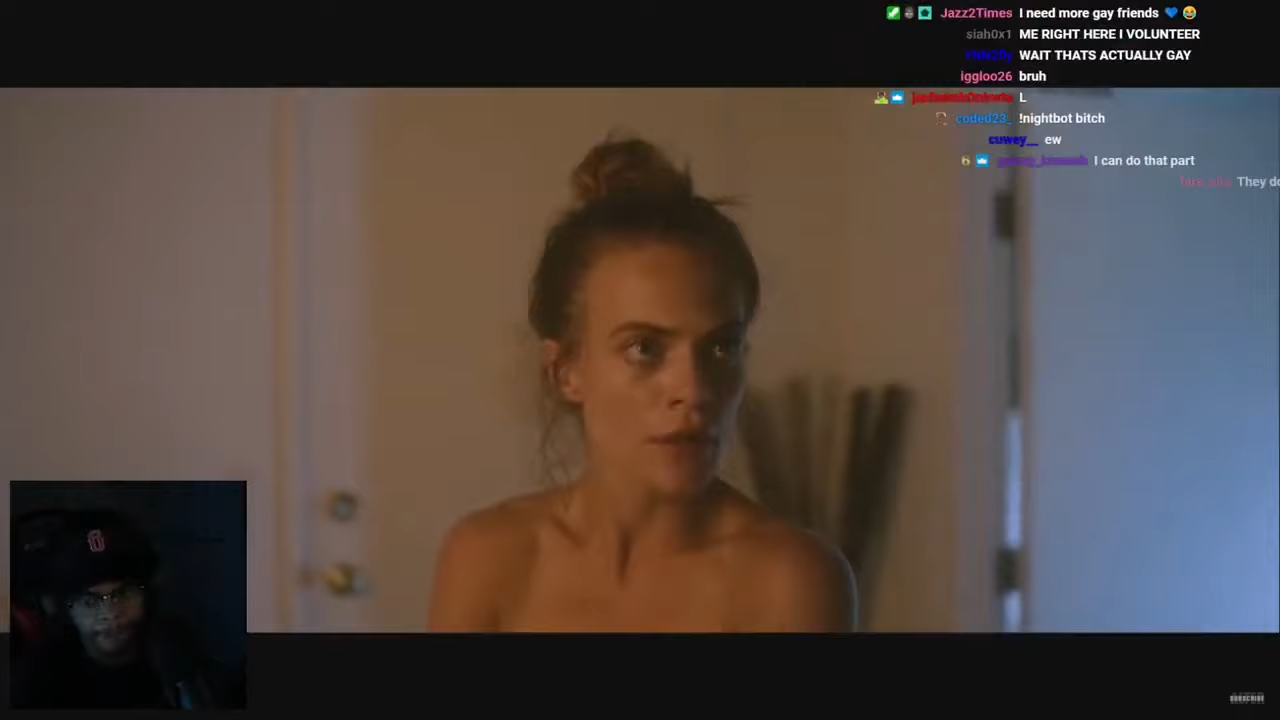 Jazz2Times I need more gay friends 💙 😂
siah0x1 ME RIGHT HERE I VOLUNTEER
WAIT THATS ACTUALLY GAY
iggloo26 bruh
L
coded23_ !nightbot bitch
cuwey__ ew
I can do that part
They do
SUBSCRIBE